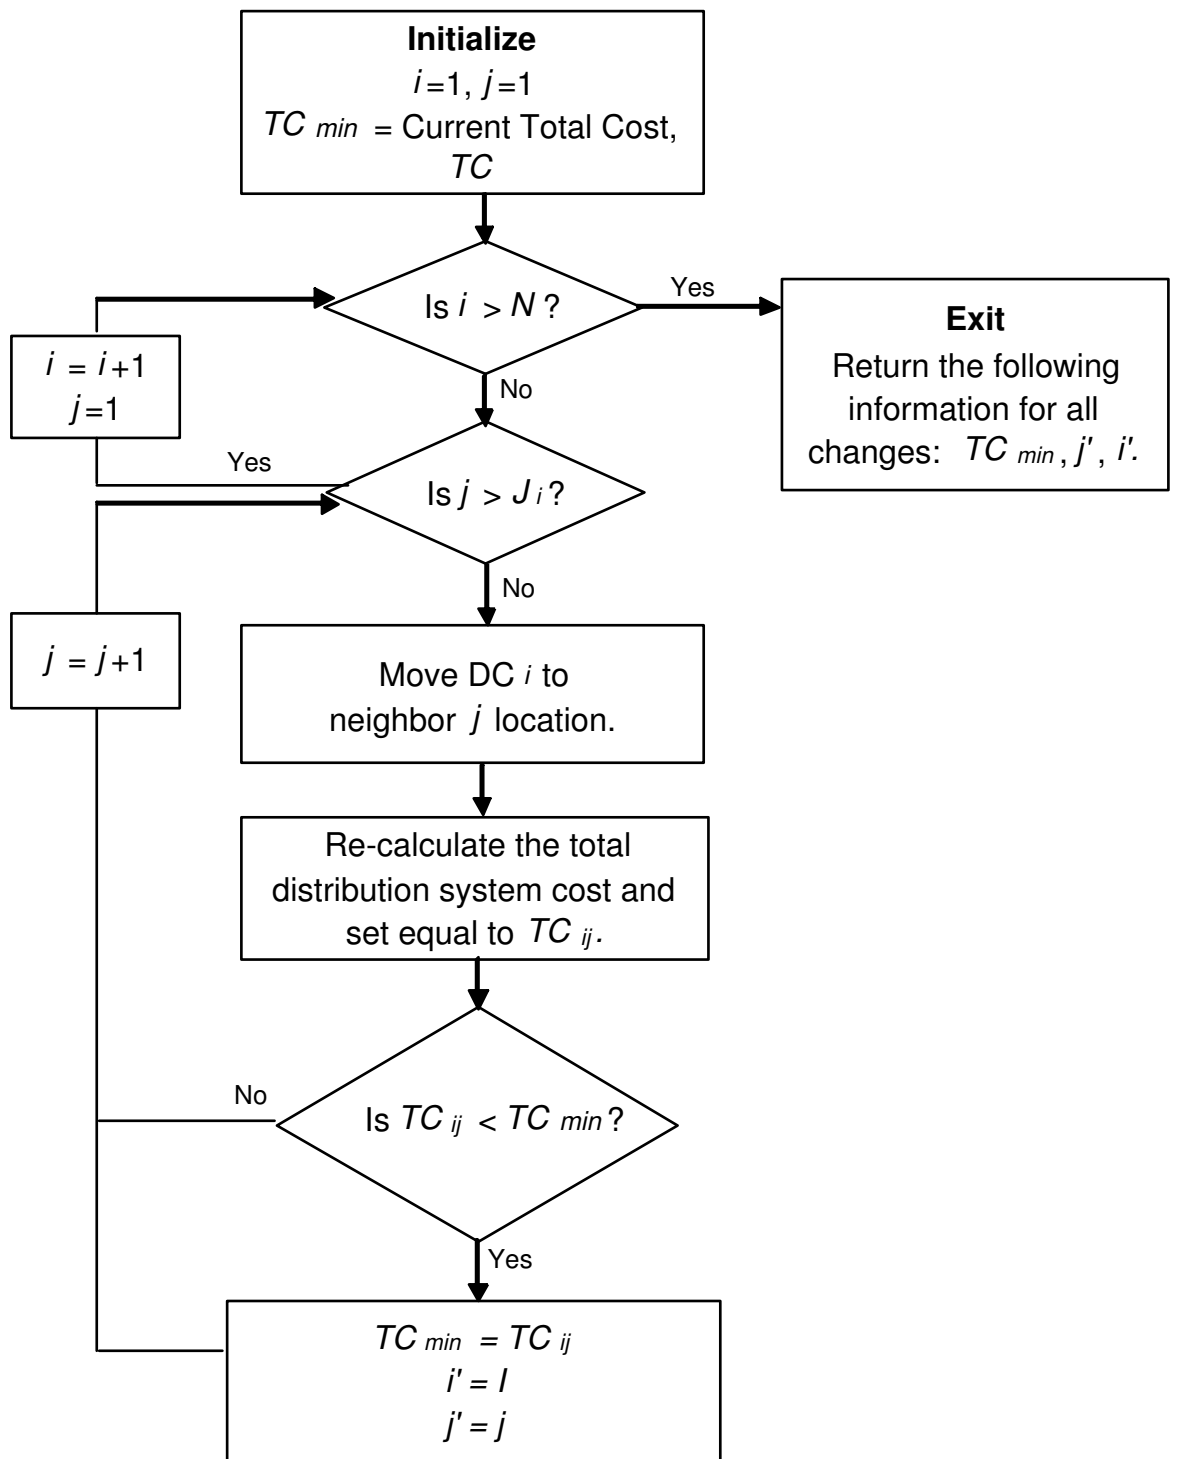 Initialize
i=1, j=1
TC min = Current Total Cost,
TC
Is i > N ?
Yes
Exit
Return the following
information for all
changes: TC min, j', i'.
i = i+1
j=1
No
Yes
Is j > J i ?
No
j = j+1
Move DC i to
neighbor j location.
Re-calculate the total
distribution system cost and
set equal to TC ij.
No
Is TC ij < TC min ?
Yes
TC min = TC ij
i' = I
j' = j